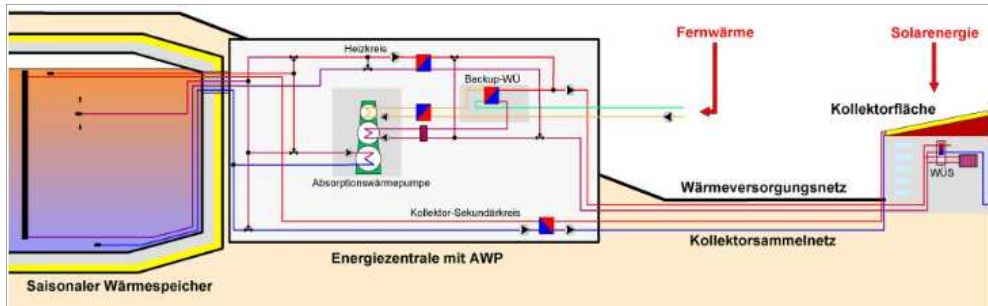 Heizkreis
Fernwärme
Solarenergie
Backup-WÜ
Kollektorfläche
WÜS
Absorptionswärmepumpe
Wärmeversorgungsnetz
Kollektor-Sekundärkreis
Kollektorsammelnetz
Energiezentrale mit AWP
Saisonaler Wärmespeicher